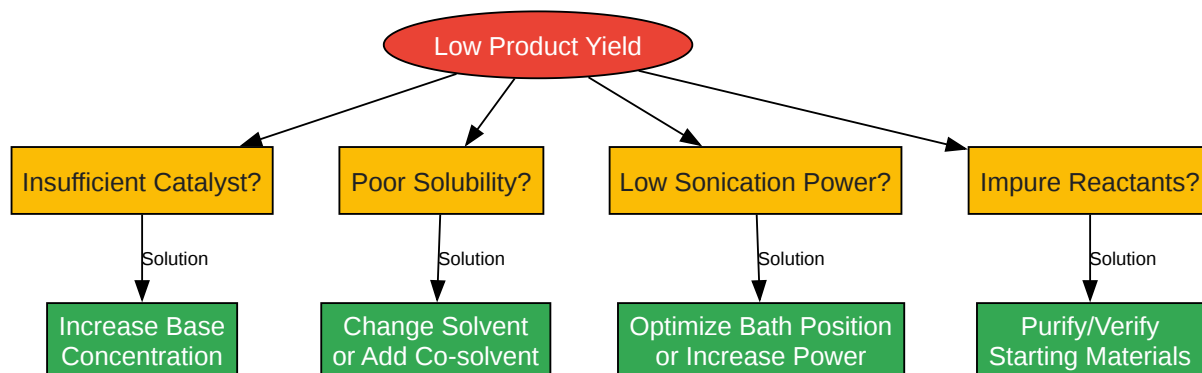 Low Product Yield
Insufficient Catalyst?
Poor Solubility?
Low Sonication Power?
Impure Reactants?
Solution
Solution
Solution
Solution
Increase Base
Concentration
Change Solvent
or Add Co-solvent
Optimize Bath Position
or Increase Power
Purify/Verify
Starting Materials